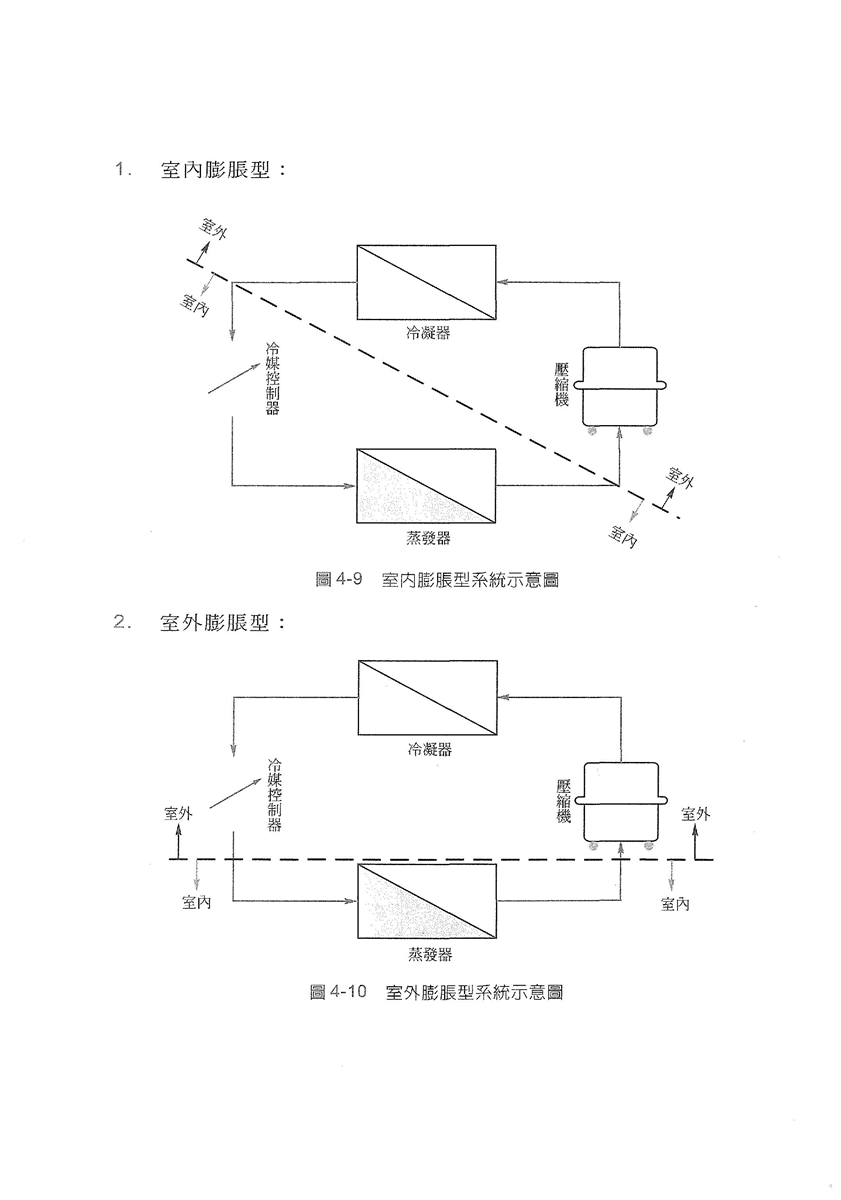 1. 室內膨脹型：
室外
室內
冷凝器
冷媒控制器
壓縮機
蒸發器
室外
室內
圖 4-9 室內膨脹型系統示意圖
2. 室外膨脹型：
冷凝器
冷媒控制器
壓縮機
室外
室外
室內
室內
蒸發器
圖 4-10 室外膨脹型系統示意圖